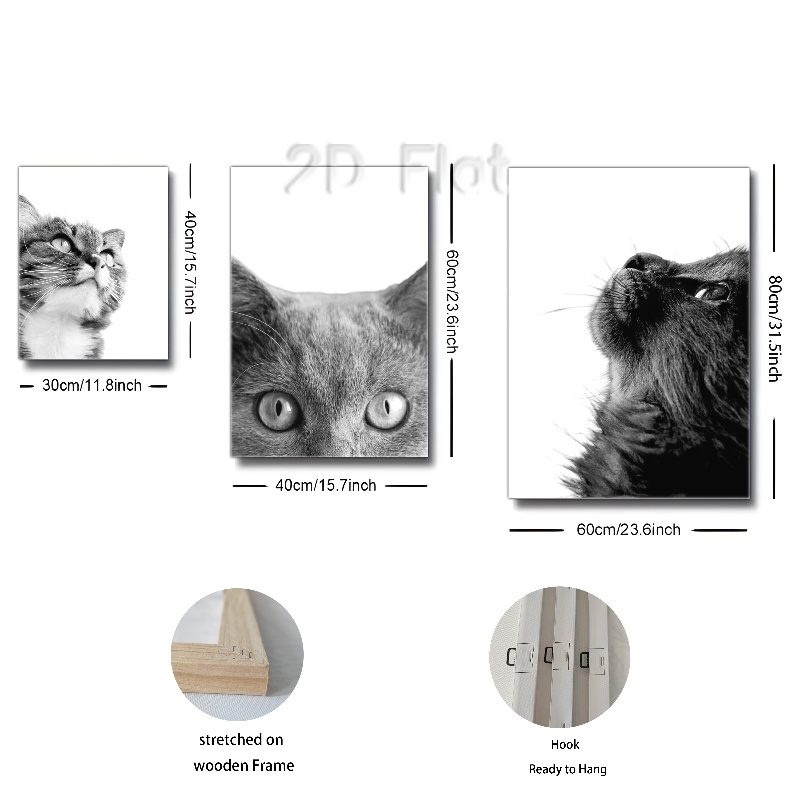 2D Flat
40cm/15.7inch
30cm/11.8inch
60cm/23.6inch
40cm/15.7inch
80cm/31.5inch
60cm/23.6inch
stretched on
wooden Frame
Hook
Ready to Hang